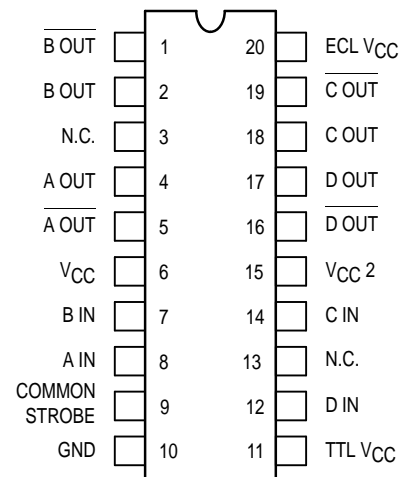 B OUT 1 20 ECL VCC
B OUT 2 19 C OUT
N.C. 3 18 C OUT
A OUT 4 17 D OUT
A OUT 5 16 D OUT
VCC 6 15 VCC 2
B IN 7 14 C IN
A IN 8 13 N.C.
COMMON
STROBE 9 12 D IN
GND 10 11 TTL VCC